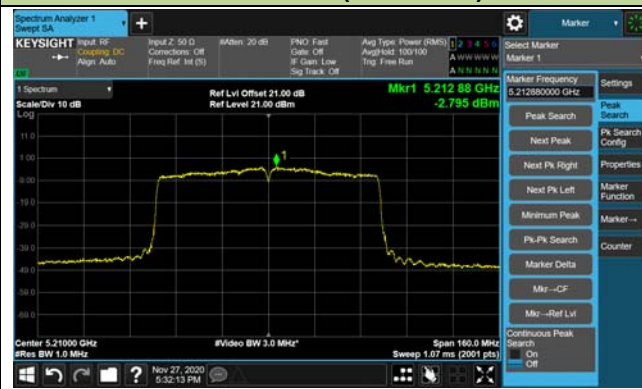 Spectrum Analyzer 1
Swept SA
Marker
KEYSIGHT
Input: RF
Coupling: DC
Align: Auto
Input Z: 50 Ω
Corrections: Off
Freq Ref: Int (S)
#Atten: 20 dB
PNO: Fast
Gate: Off
IF Gain: Low
Sig Track: Off
Avg Type: Power (RMS)
Avg|Hold: 100/100
Trig: Free Run
1 2 3 4 5 6
A W W W W W
A N N N N N
Select Marker
Marker 1
1 Spectrum
Scale/Div 10 dB
Log
Ref Lvl Offset 21.00 dB
Ref Level 21.00 dBm
Mkr1 5.212 88 GHz
-2.795 dBm
11.0
1.00
-9.00
-19.0
-29.0
-39.0
-49.0
-59.0
-69.0
1
Center 5.21000 GHz
#Res BW 1.0 MHz
#Video BW 3.0 MHz*
Span 160.0 MHz
Sweep 1.07 ms (2001 pts)
Marker Frequency
5.212880000 GHz
Peak Search
Next Peak
Next Pk Right
Next Pk Left
Minimum Peak
Pk-Pk Search
Marker Delta
Mkr→CF
Mkr→Ref Lvl
Continuous Peak
Search
On
Off
Settings
Peak
Search
Pk Search
Config
Properties
Marker
Function
Marker→
Counter
Nov 27, 2020
5:32:13 PM